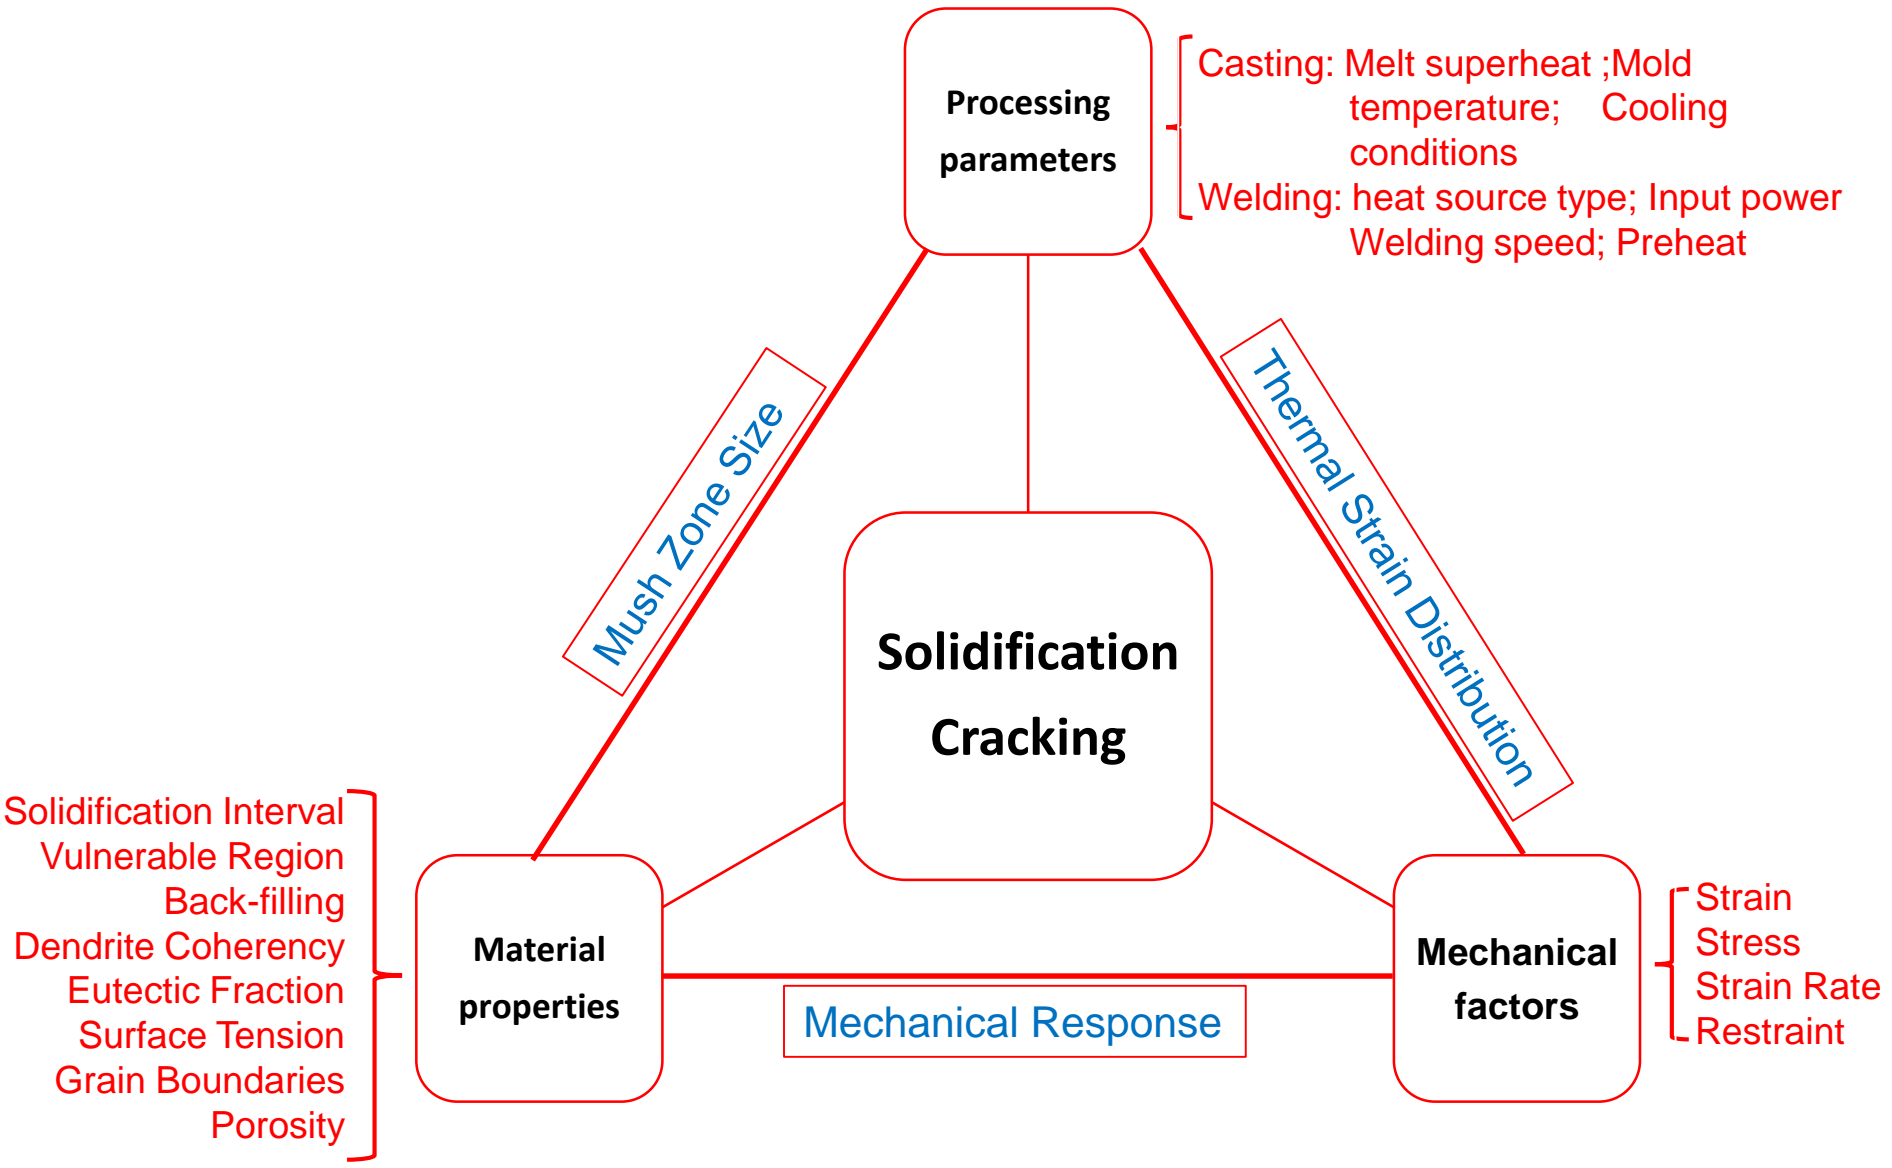 Processing
parameters
Casting: Melt superheat ;Mold
temperature; Cooling
conditions
Welding: heat source type; Input power
Welding speed; Preheat
Mush Zone Size
Thermal Strain Distribution
Solidification
Cracking
Solidification Interval
Vulnerable Region
Back-filling
Dendrite Coherency
Eutectic Fraction
Surface Tension
Grain Boundaries
Porosity
Material
properties
Mechanical Response
Mechanical
factors
Strain
Stress
Strain Rate
Restraint